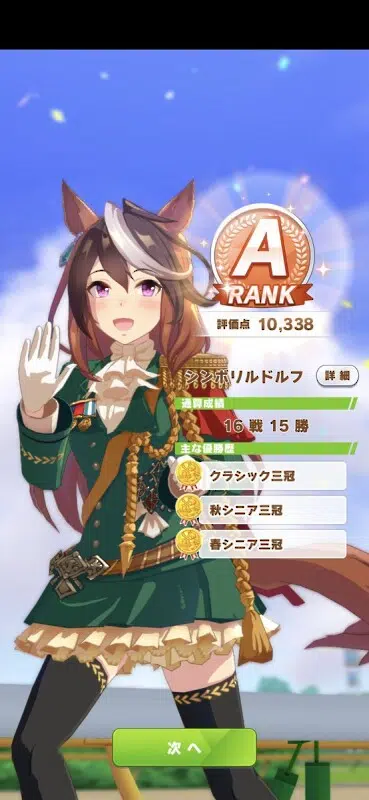 A
RANK
評価点 10,338
シンボリルドルフ
詳細
通算成績
16 戦 15 勝
主な優勝歴
クラシック三冠
秋シニア三冠
春シニア三冠
次へ